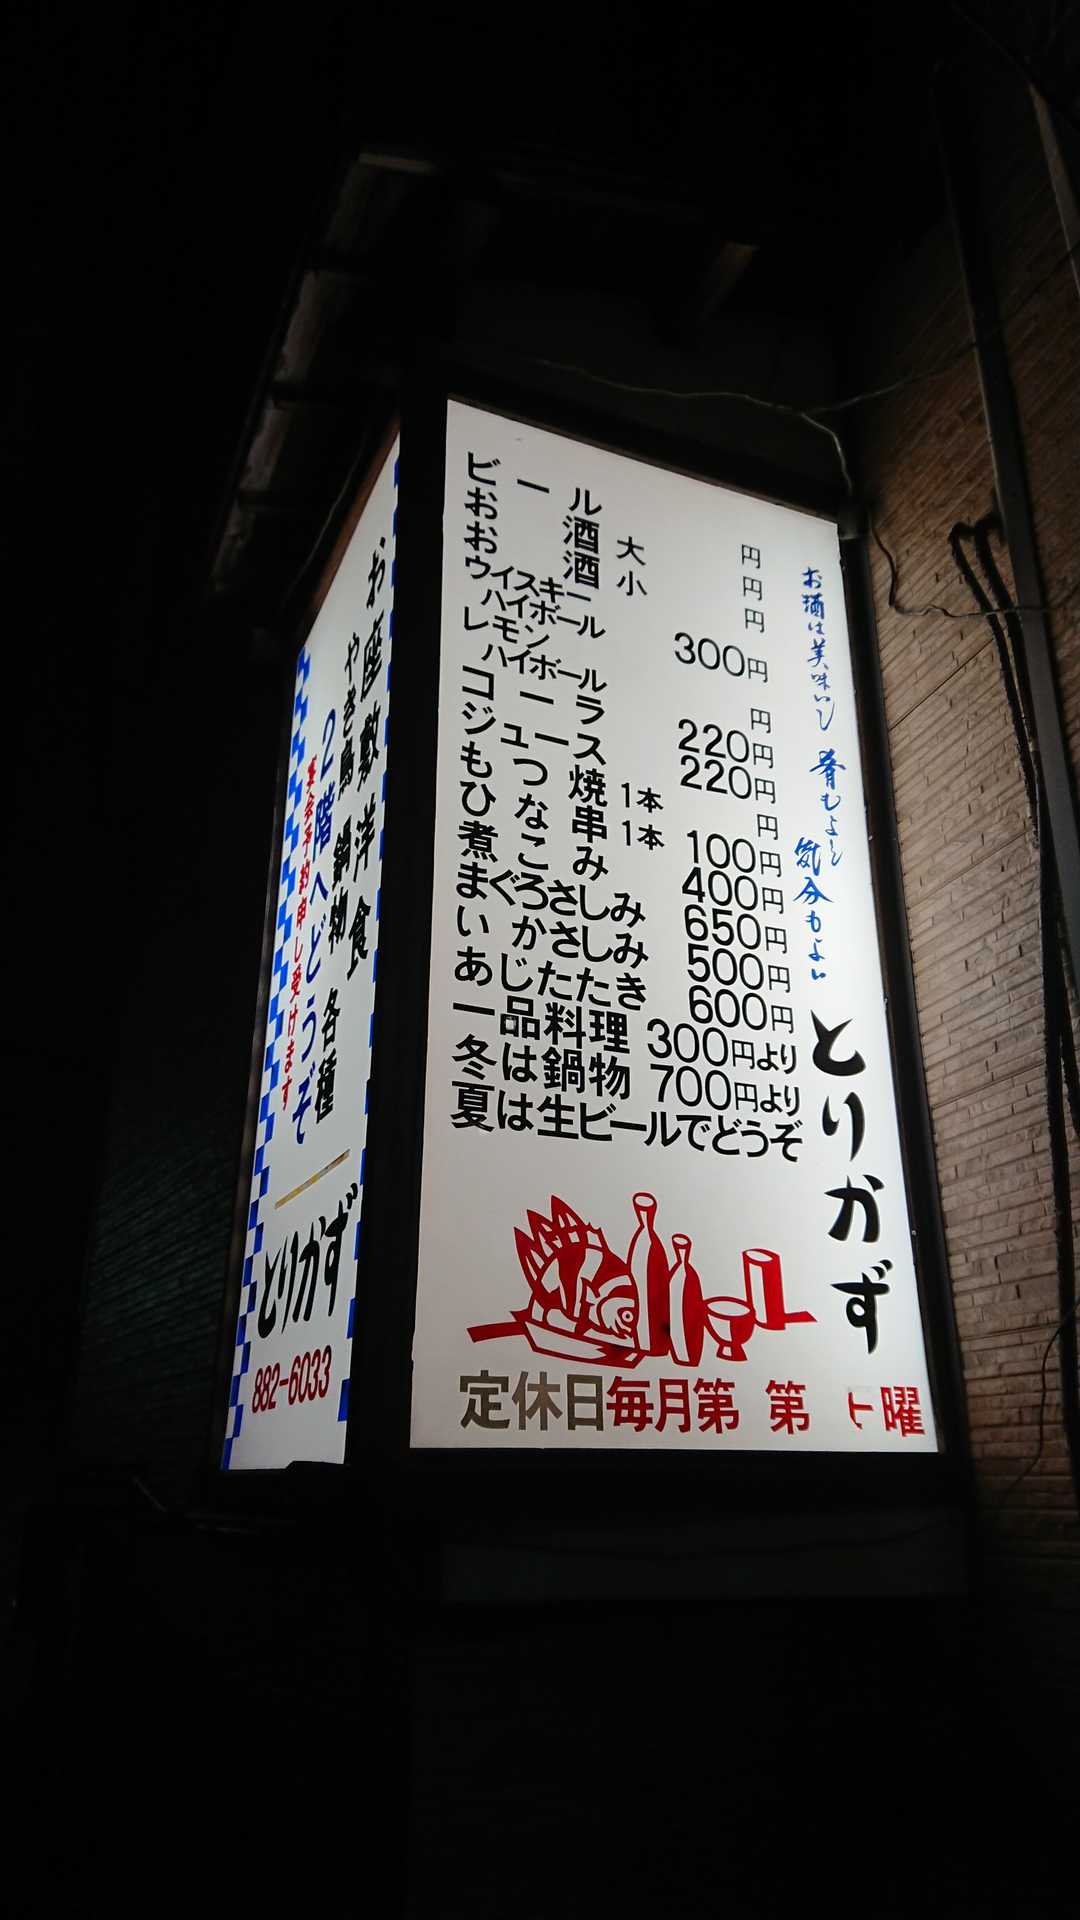 ビール 円
お酒 大 円
お酒 小 円
ウイスキー
ハイボール 300円
レモン
ハイボール 円
コーラ 220円
ジュース 220円
もつ焼 1本 円
ひな串 1本 100円
煮こみ 400円
まぐろさしみ 650円
いかさしみ 500円
あじたたき 600円
一品料理 300円より
冬は鍋物 700円より
夏は生ビールでどうぞ
お酒は美味いし
肴もよし
気分もよい
とりかず
定休日毎月第 第 曜
お座敷洋食
やき鳥 鍋物 各種
2階へどうぞ
宴会予約申し受けます
とりかず
882-6033